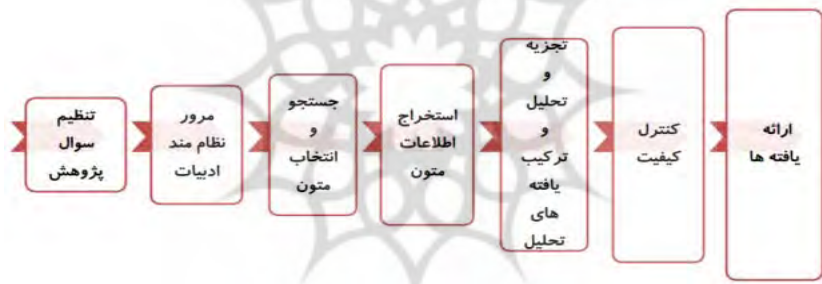 تنظیم
سوال
پژوهش
مرور
نظام مند
ادبیات
جستجو
و
انتخاب
متون
استخراج
اطلاعات
متون
تجزیه
و
تحلیل
و
ترکیب
یافته
های
تحلیل
کنترل
کیفیت
ارائه
یافته ها